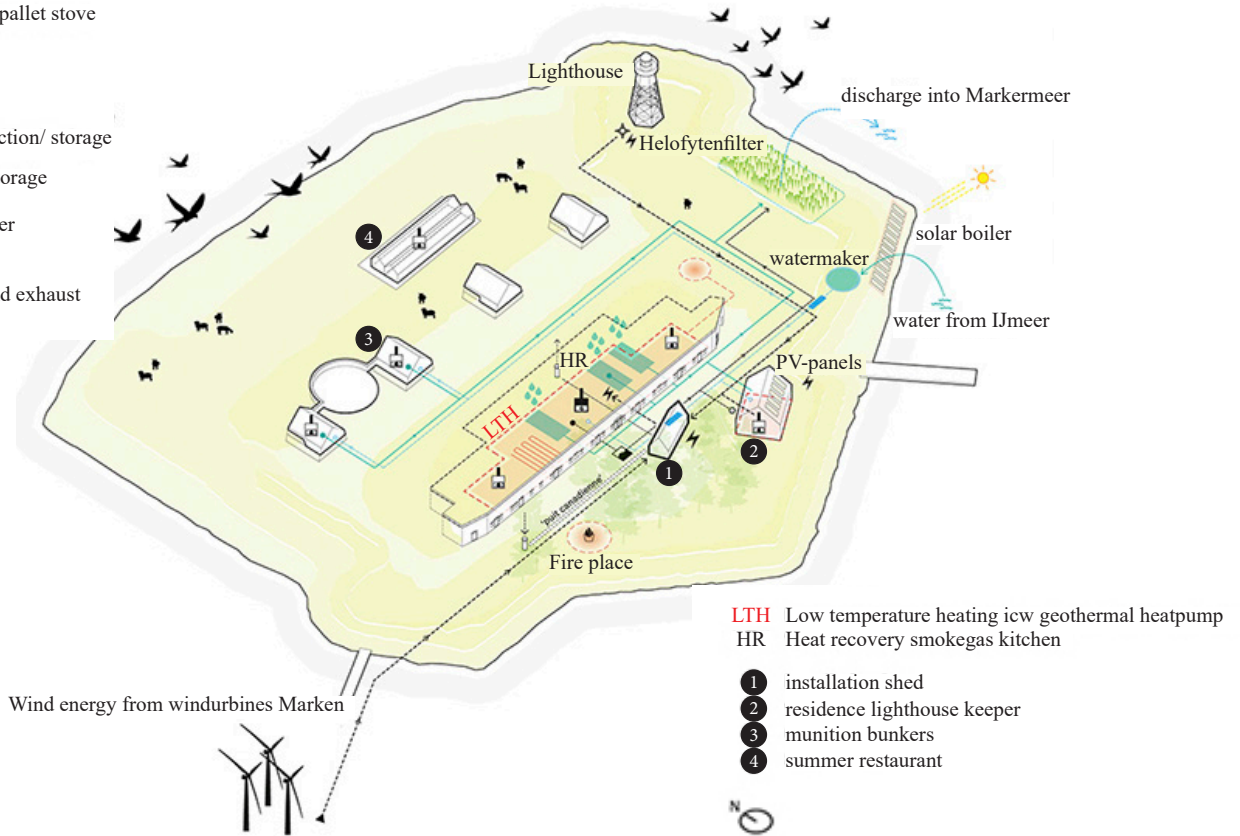 pallet stove
Lighthouse
discharge into Markermeer
ction/ storage
Helofytenfilter
orage
er
4
solar boiler
watermaker
d exhaust
water from IJmeer
3
HR
PV-panels
LTH
2
1
'puit canadienne'
Fire place
LTH Low temperature heating icw geothermal heatpump
HR Heat recovery smokegas kitchen
1 installation shed
Wind energy from windurbines Marken
2 residence lighthouse keeper
3 munition bunkers
4 summer restaurant
N